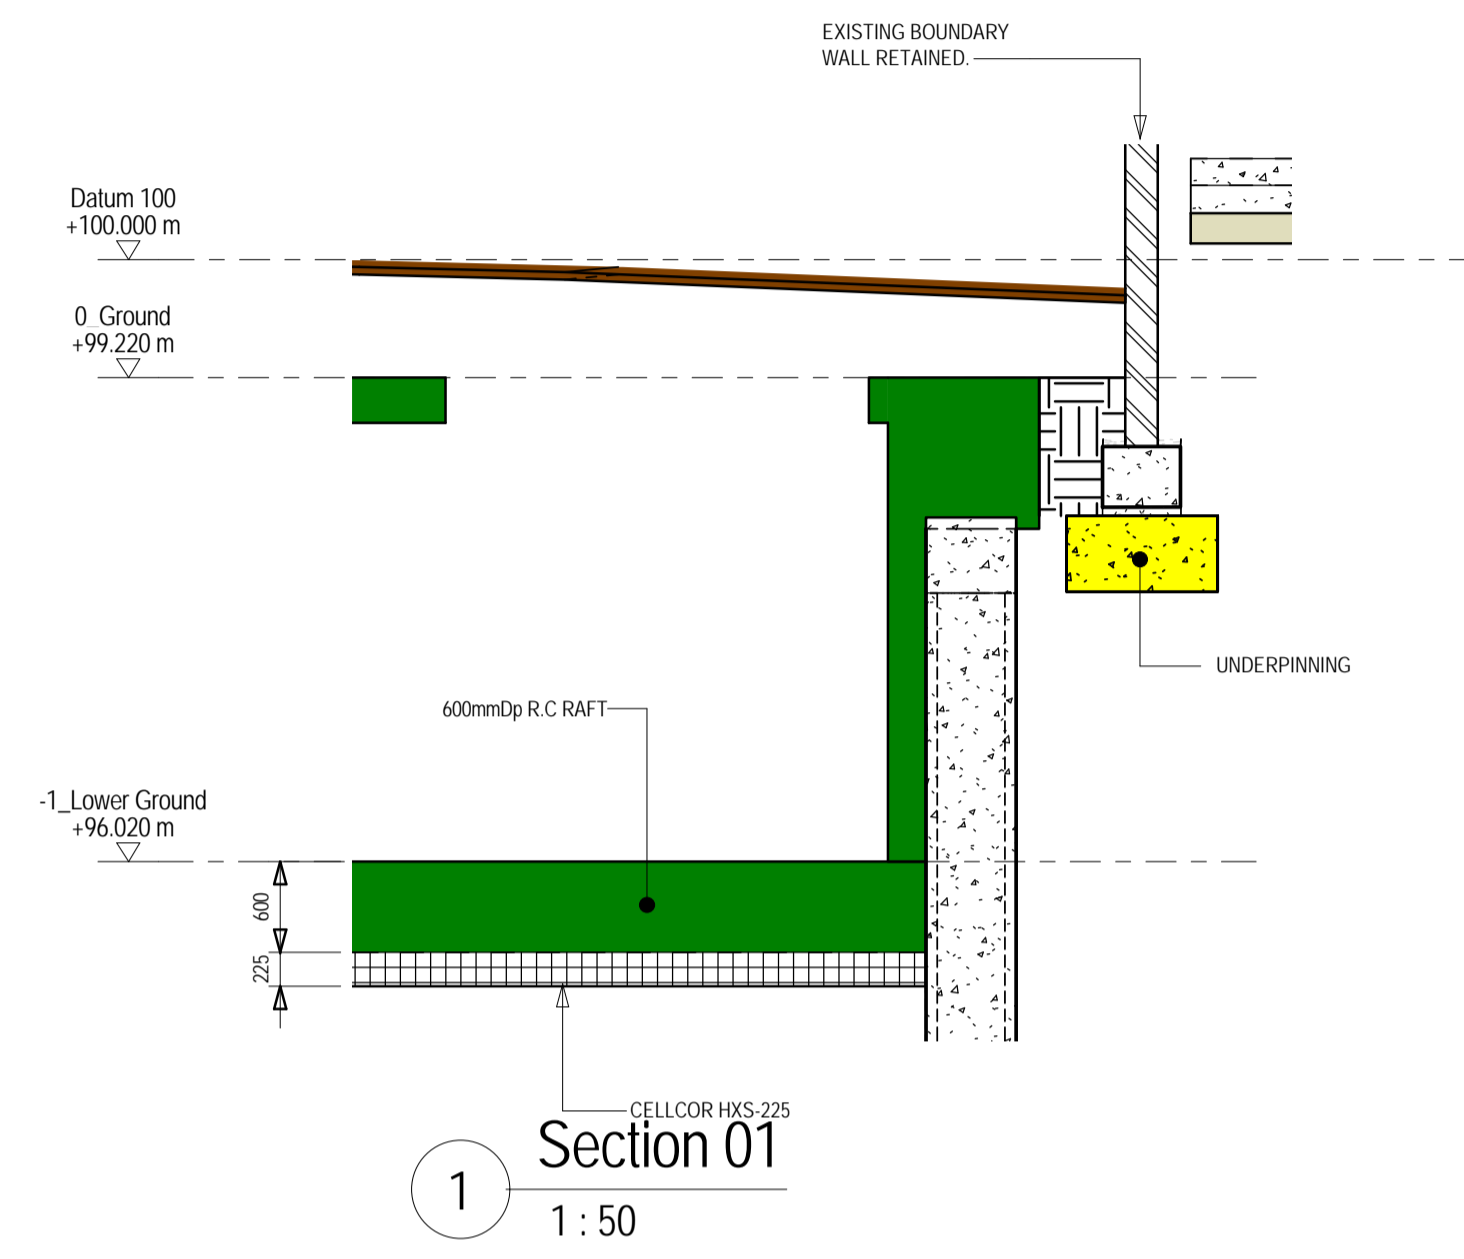 EXISTING BOUNDARY
WALL RETAINED.
Datum 100
+100.000 m
0_Ground
+99.220 m
UNDERPINNING
600mmDp R.C RAFT
-1_Lower Ground
+96.020 m
600
225
CELLCOR HXS-225
1
Section 01
1 : 50